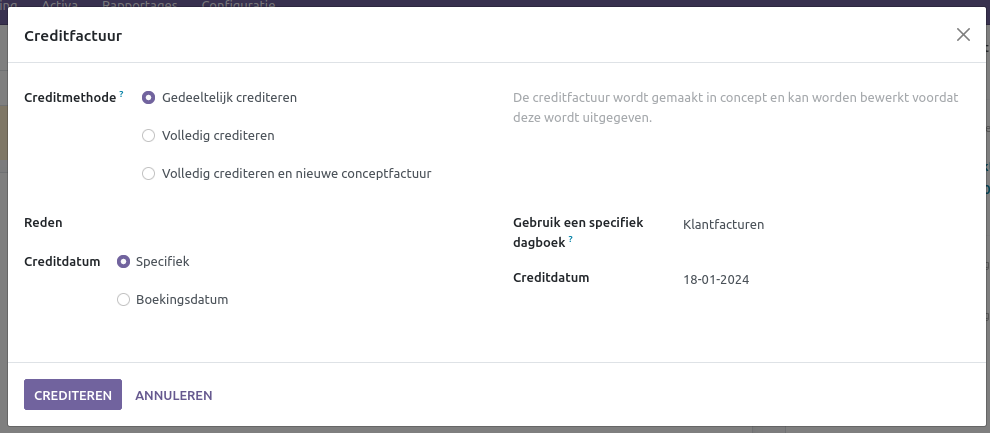 Activa Rapportages Configuratie
Creditfactuur
Creditmethode ?
Gedeeltelijk crediteren
Volledig crediteren
Volledig crediteren en nieuwe conceptfactuur
De creditfactuur wordt gemaakt in concept en kan worden bewerkt voordat
deze wordt uitgegeven.
Reden
Creditdatum
Specifiek
Boekingsdatum
Gebruik een specifiek
dagboek ?
Klantfacturen
Creditdatum
18-01-2024
CREDITEREN ANNULEREN